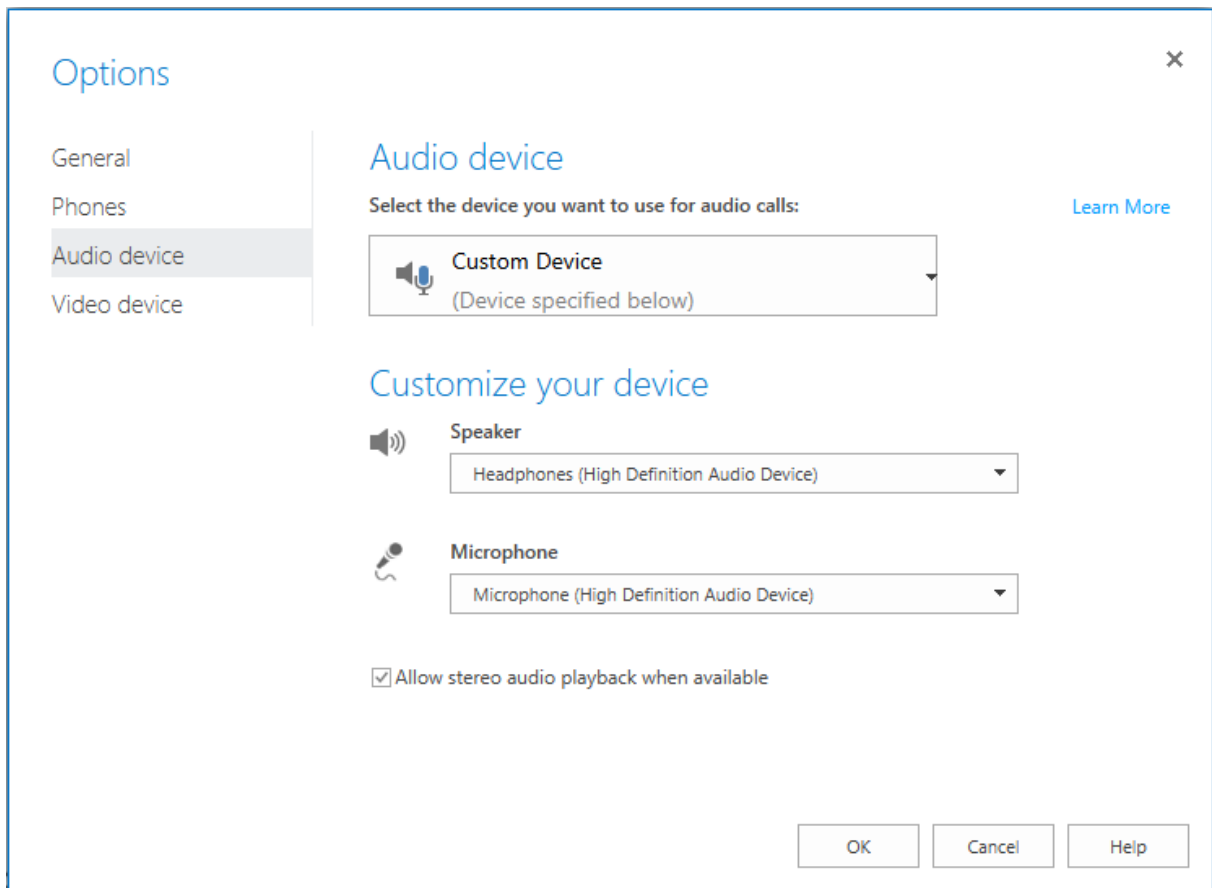 Options
General
Phones
Audio device
Video device
Audio device
Select the device you want to use for audio calls:
Learn More
Custom Device
(Device specified below)
Customize your device
Speaker
Headphones (High Definition Audio Device)
Microphone
Microphone (High Definition Audio Device)
Allow stereo audio playback when available
OK
Cancel
Help